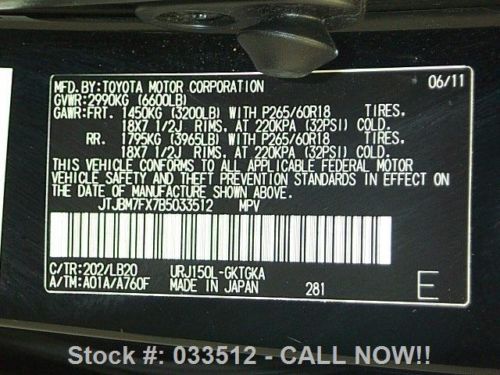 MFD. BY: TOYOTA MOTOR CORPORATION 06/11
GVWR: 2990KG (6600LB)
GAWR: FRT. 1450KG (3200LB) WITH P265/60R18 TIRES.
18X7 1/2J RIMS. AT 220KPA (32PSI) COLD.
RR. 1795KG (3965LB) WITH P265/60R18 TIRES.
18X7 1/2J RIMS. AT 220KPA (32PSI) COLD.
THIS VEHICLE CONFORMS TO ALL APPLICABLE FEDERAL MOTOR
VEHICLE SAFETY AND THEFT PREVENTION STANDARDS IN EFFECT ON
THE DATE OF MANUFACTURE SHOWN ABOVE.
JTJBM7FX7B5033512 MPV
C/TR: 202/LB20 URJ150L-GKTGKA
A/TM: A01A/A760F MADE IN JAPAN 281 E
Stock #: 033512 - CALL NOW!!